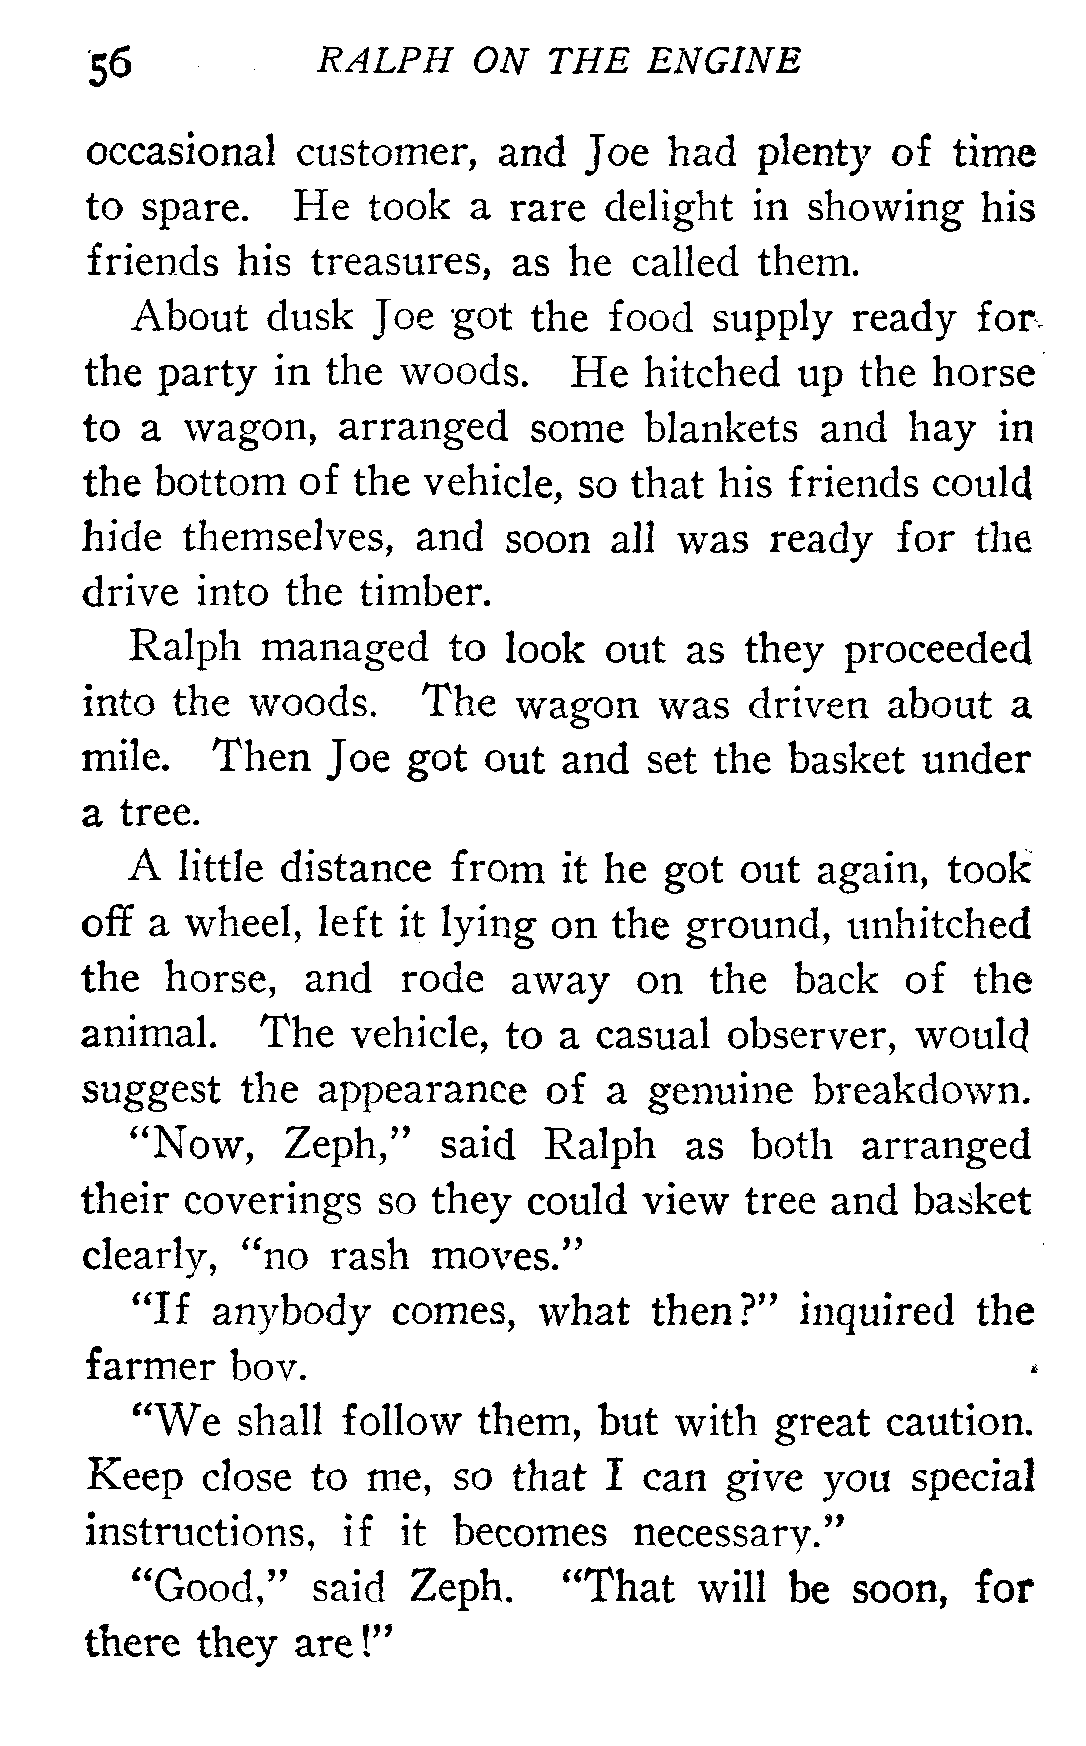 56 RALPH ON THE ENGINE
occasional customer, and Joe had plenty of time
to spare. He took a rare delight in showing his
friends his treasures, as he called them.
About dusk Joe got the food supply ready for
the party in the woods. He hitched up the horse
to a wagon, arranged some blankets and hay in
the bottom of the vehicle, so that his friends could
hide themselves, and soon all was ready for the
drive into the timber.
Ralph managed to look out as they proceeded
into the woods. The wagon was driven about a
mile. Then Joe got out and set the basket under
a tree.
A little distance from it he got out again, took
off a wheel, left it lying on the ground, unhitched
the horse, and rode away on the back of the
animal. The vehicle, to a casual observer, would
suggest the appearance of a genuine breakdown.
“Now, Zeph,” said Ralph as both arranged
their coverings so they could view tree and basket
clearly, “no rash moves.”
“If anybody comes, what then?” inquired the
farmer boy.
“We shall follow them, but with great caution.
Keep close to me, so that I can give you special
instructions, if it becomes necessary.”
“Good,” said Zeph. “That will be soon, for
there they are!”